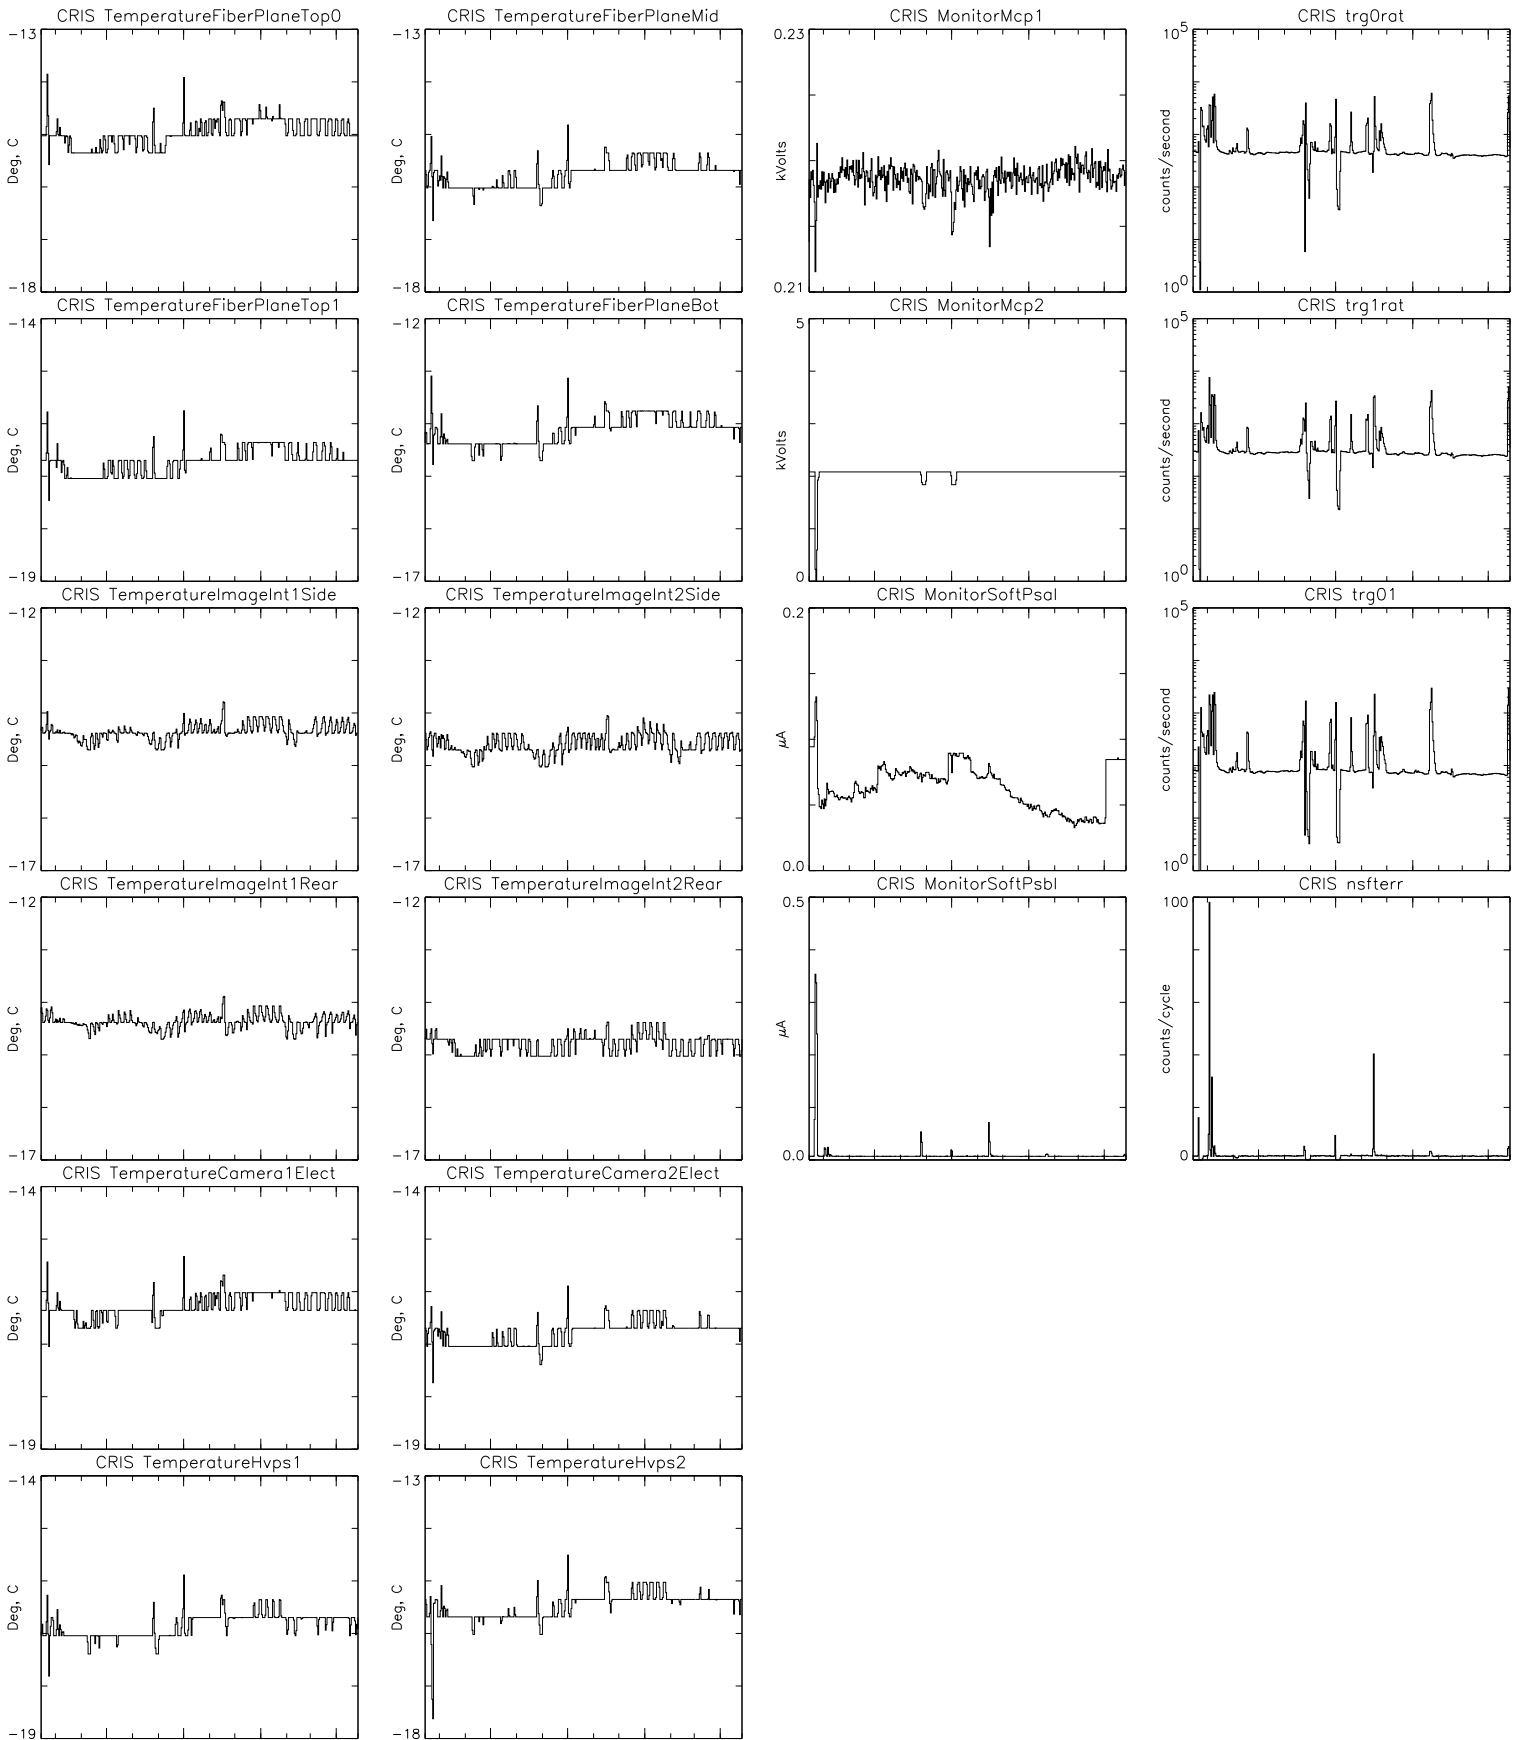 CRIS TemperatureFiberPlaneTop0
-13
Deg, C
-18
CRIS TemperatureFiberPlaneMid
-13
Deg, C
-18
CRIS MonitorMcp1
0.23
kVolts
0.21
CRIS trg0rat
10^5
counts/second
10^0
CRIS TemperatureFiberPlaneTop1
-14
Deg, C
-19
CRIS TemperatureFiberPlaneBot
-12
Deg, C
-17
CRIS MonitorMcp2
5
kVolts
0
CRIS trg1rat
10^5
counts/second
10^0
CRIS TemperatureImageInt1Side
-12
Deg, C
-17
CRIS TemperatureImageInt2Side
-12
Deg, C
-17
CRIS MonitorSoftPsaI
0.2
μA
0.0
CRIS trg01
10^5
counts/second
10^0
CRIS TemperatureImageInt1Rear
-12
Deg, C
-17
CRIS TemperatureImageInt2Rear
-12
Deg, C
-17
CRIS MonitorSoftPsbI
0.5
μA
0.0
CRIS nsfterr
100
counts/cycle
0
CRIS TemperatureCamera1Elect
-14
Deg, C
-19
CRIS TemperatureCamera2Elect
-14
Deg, C
-19
CRIS TemperatureHvps1
-14
Deg, C
-19
CRIS TemperatureHvps2
-13
Deg, C
-18